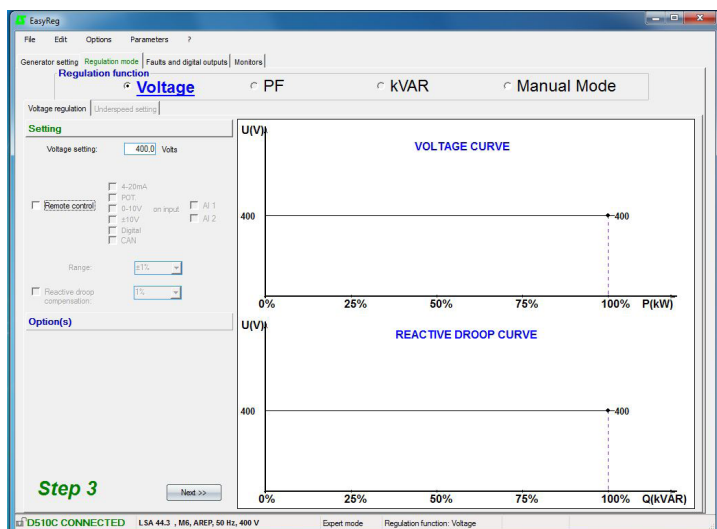 EasyReg
File Edit Options Parameters ?
Generator setting Regulation mode Faults and digital outputs Monitors
Regulation function
Voltage PF kVAR Manual Mode
Voltage regulation Underspeed setting
Setting
Voltage setting: 400.0 Volts
Remote control
4-20mA
POT.
0-10V on input AI 1
±10V AI 2
Digital
CAN
Range: ±1%
Reactive droop compensation: 1%
Option(s)
Step 3
Next >>
U(V)
VOLTAGE CURVE
400 400
0% 25% 50% 75% 100% P(kW)
U(V)
REACTIVE DROOP CURVE
400 400
0% 25% 50% 75% 100% Q(kVAR)
D510C CONNECTED LSA 44.3 , M6, AREP, 50 Hz, 400 V Expert mode Regulation function: Voltage